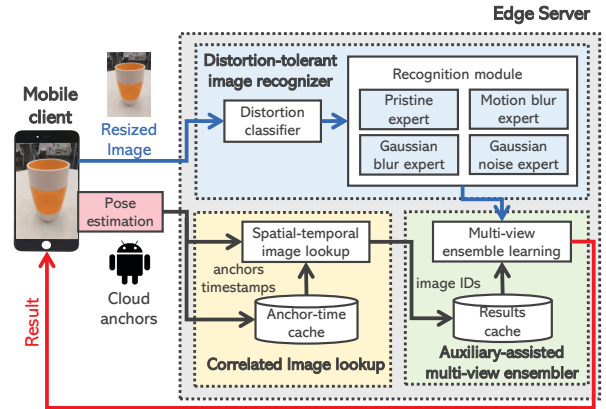 Edge Server
Distortion-tolerant
image recognizer
Recognition module
Pristine
expert
Motion blur
expert
Gaussian
blur expert
Gaussian
noise expert
Distortion
classifier
Mobile
client
Resized
Image
Pose
estimation
Cloud
anchors
Spatial-temporal
image lookup
anchors
timestamps
Anchor-time
cache
Correlated Image lookup
Multi-view
ensemble learning
image IDs
Results
cache
Auxiliary-assisted
multi-view ensembler
Result